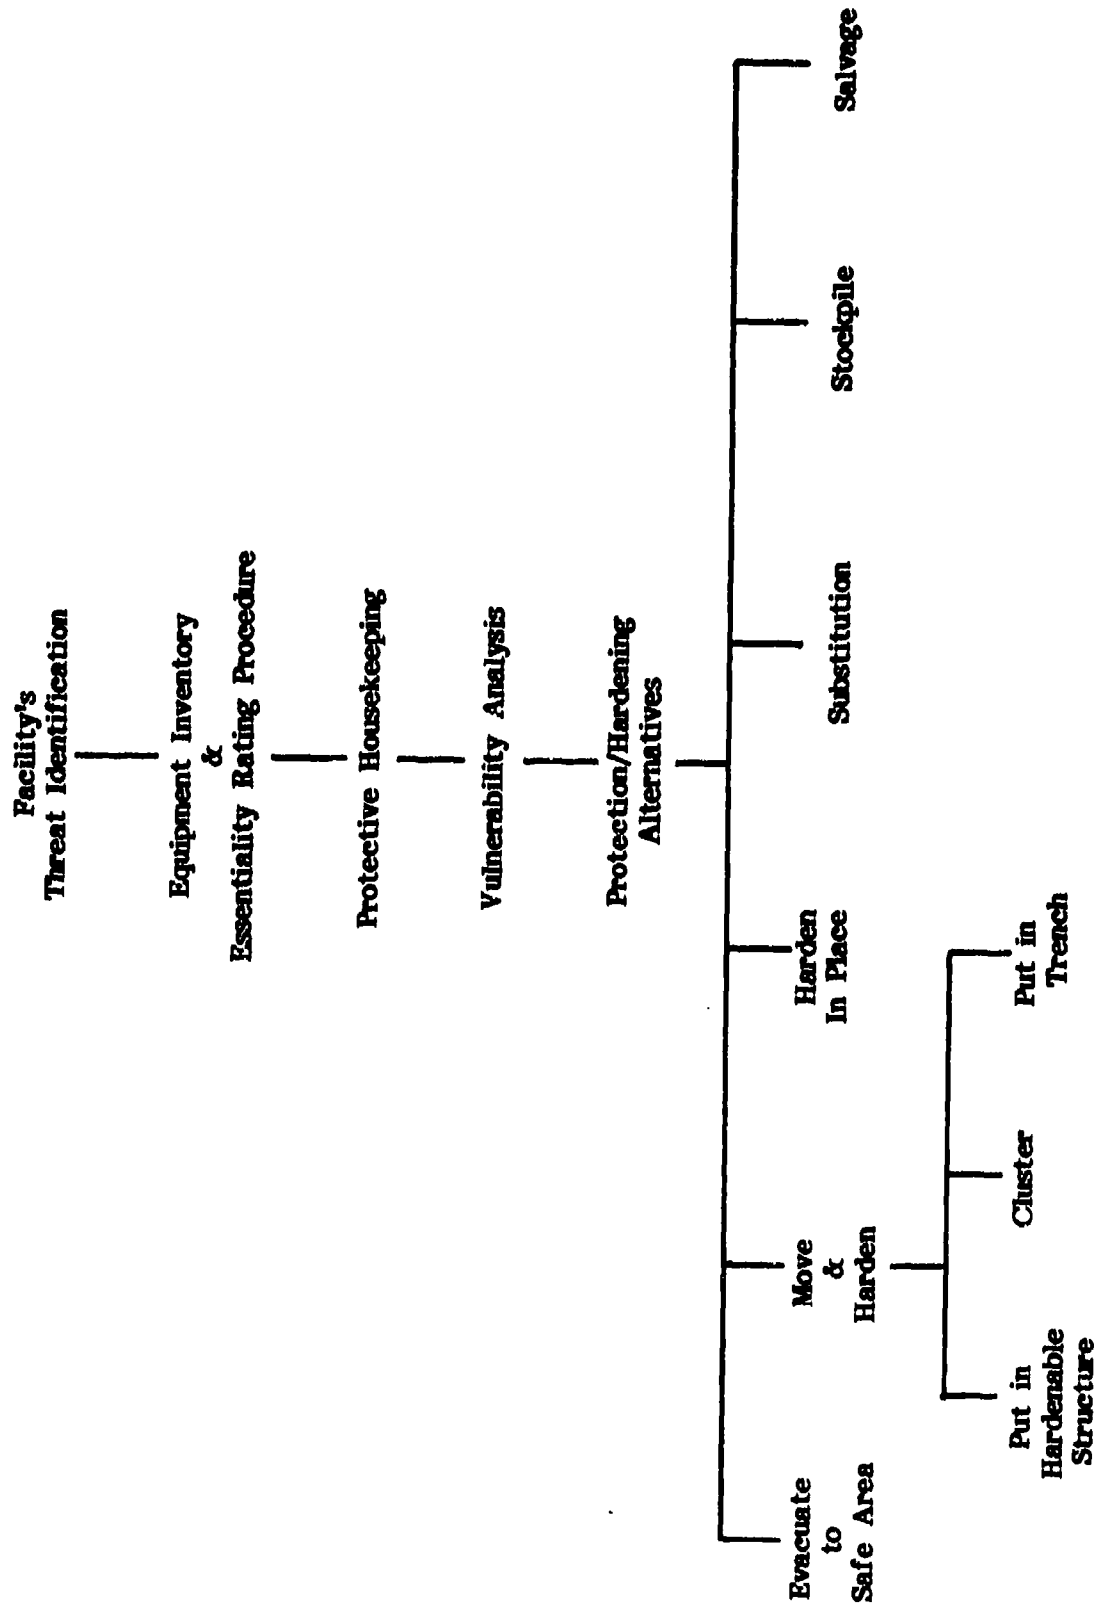 Facility's
Threat Identification
Equipment Inventory
&
Essentiality Rating Procedure
Protective Housekeeping
Vulnerability Analysis
Protection/Hardening
Alternatives
Evacuate
to
Safe Area
Move
&
Harden
Harden
In Place
Substitution
Stockpile
Salvage
Put in
Hardenable
Structure
Cluster
Put in
Trench